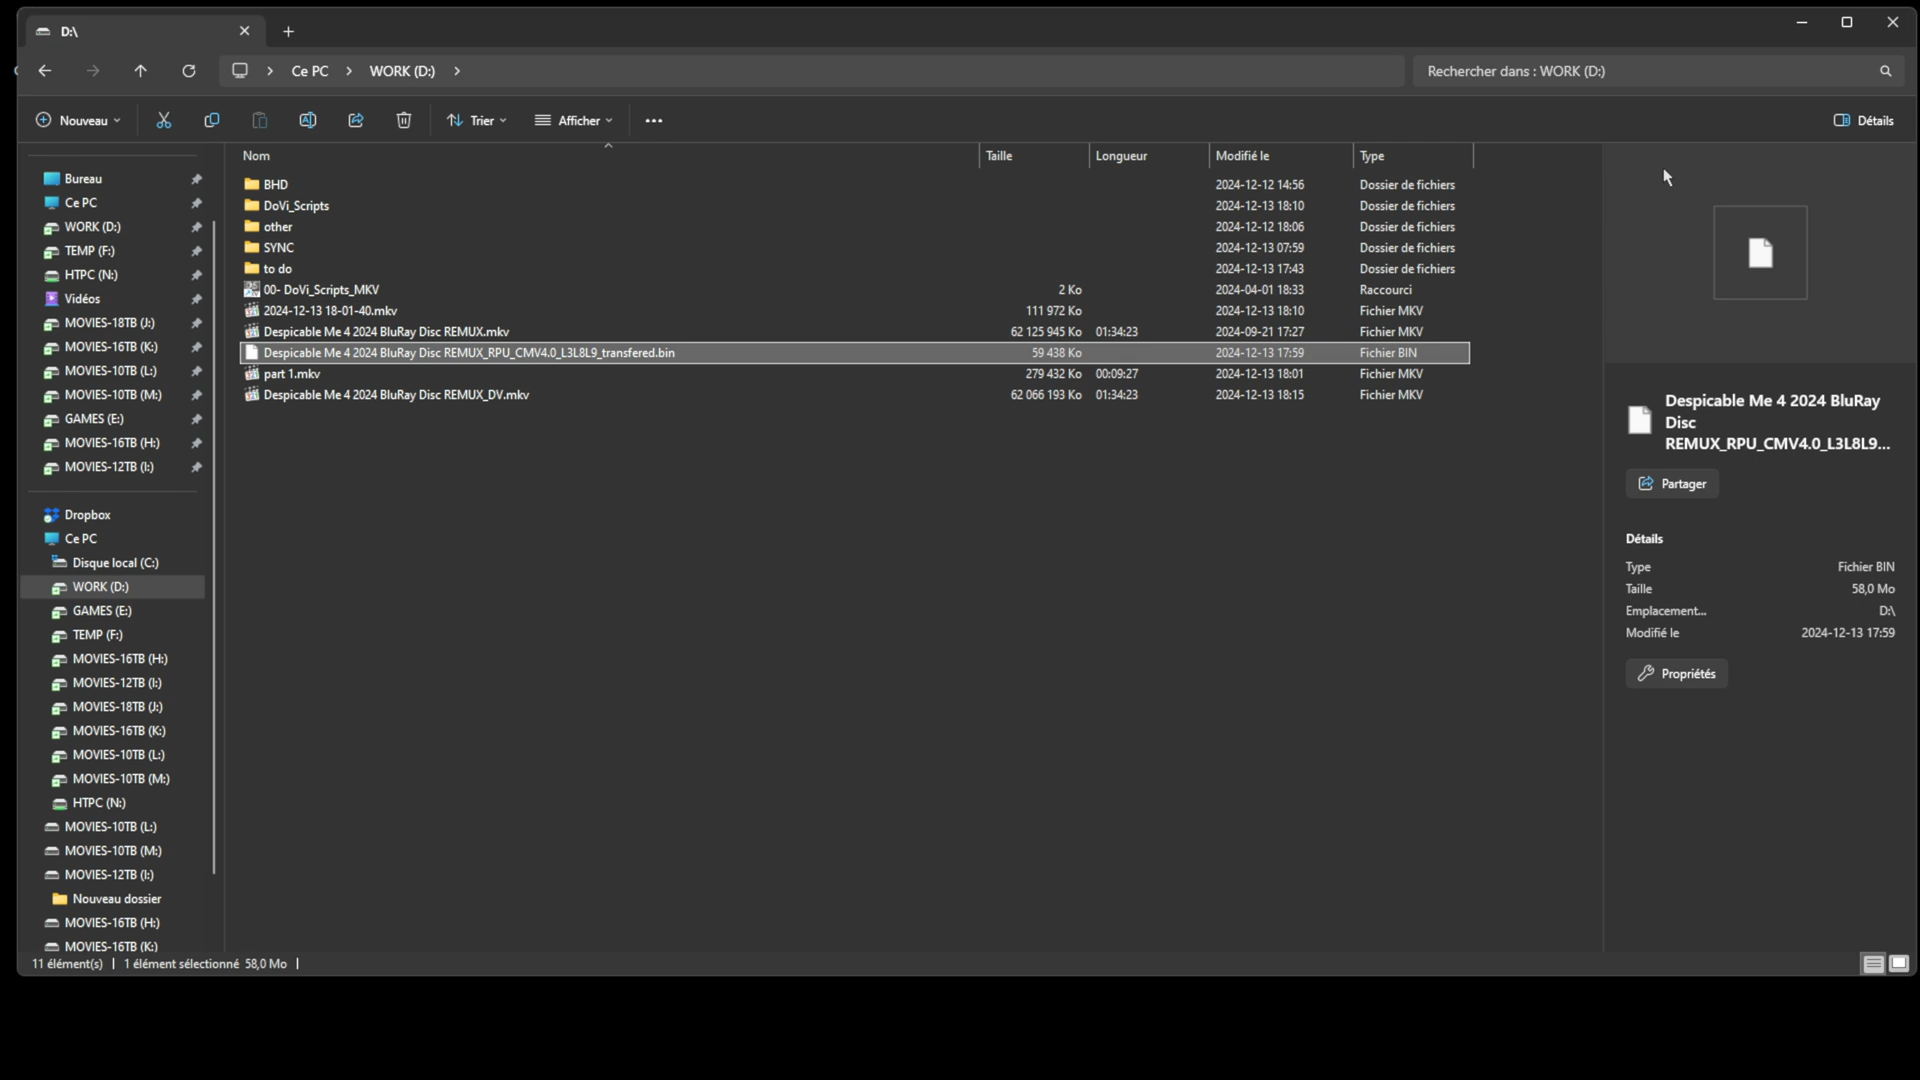 D:\
Ce PC
WORK (D:)
Rechercher dans : WORK (D:)
Nouveau
Trier
Afficher
Détails
Nom Taille Longueur Modifié le Type
BHD 2024-12-12 14:56 Dossier de fichiers
DoVi_Scripts 2024-12-13 18:10 Dossier de fichiers
other 2024-12-12 18:06 Dossier de fichiers
SYNC 2024-12-13 07:59 Dossier de fichiers
to do 2024-12-13 17:43 Dossier de fichiers
00- DoVi_Scripts_MKV 2 Ko 2024-04-01 18:33 Raccourci
2024-12-13 18-01-40.mkv 111 972 Ko 2024-12-13 18:10 Fichier MKV
Despicable Me 4 2024 BluRay Disc REMUX.mkv 62 125 945 Ko 01:34:23 2024-09-21 17:27 Fichier MKV
Despicable Me 4 2024 BluRay Disc REMUX_RPU_CMV4.0_L3L8L9_transfered.bin 59 438 Ko 2024-12-13 17:59 Fichier BIN
part 1.mkv 279 432 Ko 00:09:27 2024-12-13 18:01 Fichier MKV
Despicable Me 4 2024 BluRay Disc REMUX_DV.mkv 62 066 193 Ko 01:34:23 2024-12-13 18:15 Fichier MKV
Bureau
Ce PC
WORK (D:)
TEMP (F:)
HTPC (N:)
Vidéos
MOVIES-18TB (J:)
MOVIES-16TB (K:)
MOVIES-10TB (L:)
MOVIES-10TB (M:)
GAMES (E:)
MOVIES-16TB (H:)
MOVIES-12TB (I:)
Dropbox
Ce PC
Disque local (C:)
WORK (D:)
GAMES (E:)
TEMP (F:)
MOVIES-16TB (H:)
MOVIES-12TB (I:)
MOVIES-18TB (J:)
MOVIES-16TB (K:)
MOVIES-10TB (L:)
MOVIES-10TB (M:)
HTPC (N:)
MOVIES-10TB (L:)
MOVIES-10TB (M:)
MOVIES-12TB (I:)
Nouveau dossier
MOVIES-16TB (H:)
MOVIES-16TB (K:)
Despicable Me 4 2024 BluRay
Disc
REMUX_RPU_CMV4.0_L3L8L9...
Partager
Détails
Type Fichier BIN
Taille 58,0 Mo
Emplacement... D:\
Modifié le 2024-12-13 17:59
Propriétés
11 élément(s) | 1 élément sélectionné 58,0 Mo |